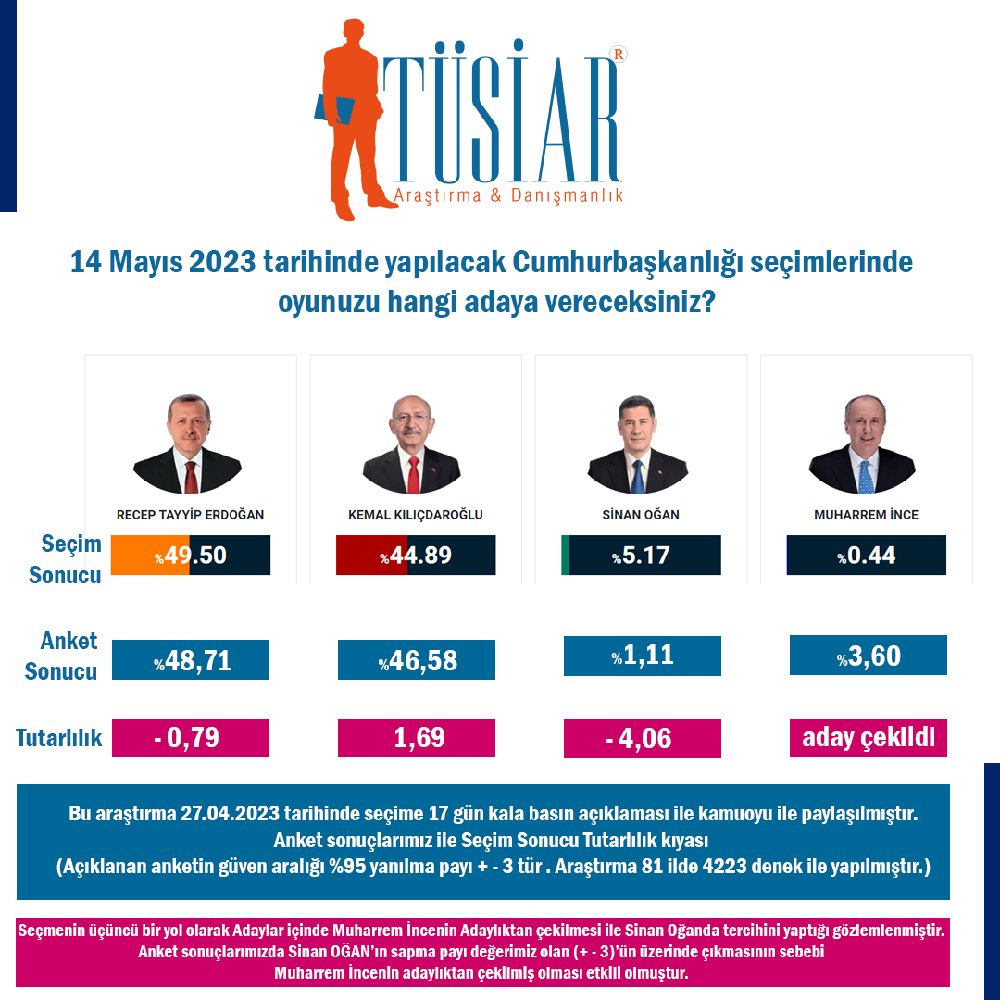 TÜSİAR®
Araştırma & Danışmanlık
14 Mayıs 2023 tarihinde yapılacak Cumhurbaşkanlığı seçimlerinde
oyunuzu hangi adaya vereceksiniz?
RECEP TAYYİP ERDOĞAN KEMAL KILIÇDAROĞLU SİNAN OĞAN MUHARREM İNCE
Seçim
Sonucu
%49.50 %44.89 %5.17 %0.44
Anket
Sonucu
%48,71 %46,58 %1,11 %3,60
Tutarlılık - 0,79 1,69 - 4,06 aday çekildi
Bu araştırma 27.04.2023 tarihinde seçime 17 gün kala basın açıklaması ile kamuoyu ile paylaşılmıştır.
Anket sonuçlarımız ile Seçim Sonucu Tutarlılık kıyası
(Açıklanan anketin güven aralığı %95 yanılma payı + - 3 tür . Araştırma 81 ilde 4223 denek ile yapılmıştır.)
Seçmenin üçüncü bir yol olarak Adaylar içinde Muharrem İncenin Adaylıktan çekilmesi ile Sinan Oğanda tercihini yaptığı gözlemlenmiştir.
Anket sonuçlarımızda Sinan OĞAN'ın sapma payı değerimiz olan (+ - 3)'ün üzerinde çıkmasının sebebi
Muharrem İncenin adaylıktan çekilmiş olması etkili olmuştur.